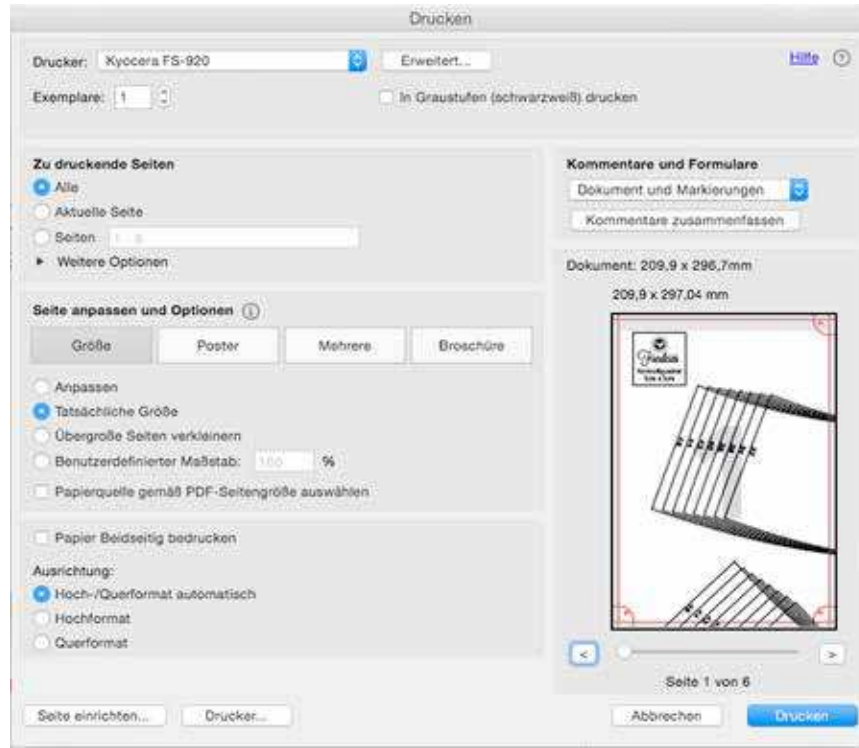 Drucken
Drucker: Kyocera FS-920 Erweitert... Hilfe ?
Exemplare: 1 In Graustufen (schwarzweiß) drucken
Zu druckende Seiten
Alle
Aktuelle Seite
Seiten 1 - 6
Weitere Optionen
Seite anpassen und Optionen i
Größe Poster Mehrere Broschüre
Anpassen
Tatsächliche Größe
Übergroße Seiten verkleinern
Benutzerdefinierter Maßstab: 100 %
Papierquelle gemäß PDF-Seitengröße auswählen
Papier Beidseitig bedrucken
Ausrichtung:
Hoch-/Querformat automatisch
Hochformat
Querformat
Kommentare und Formulare
Dokument und Markierungen
Kommentare zusammenfassen
Dokument: 209,9 x 296,7mm
209,9 x 297,04 mm
< >
Seite 1 von 6
Seite einrichten... Drucker... Abbrechen Drucken